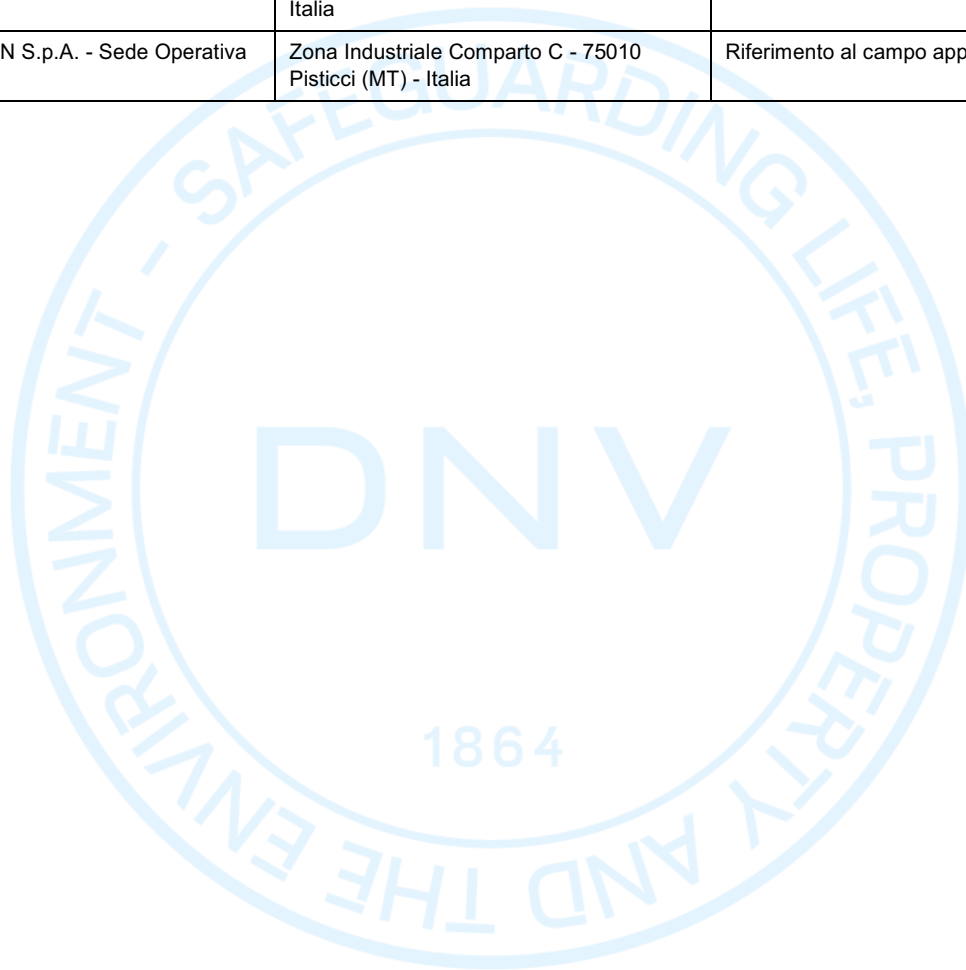 Italia
N S.p.A. - Sede Operativa
Zona Industriale Comparto C - 75010
Pisticci (MT) - Italia
Riferimento al campo app
SAFEGUARDING LIFE, PROPERTY AND THE ENVIRONMENT -
DNV
1864